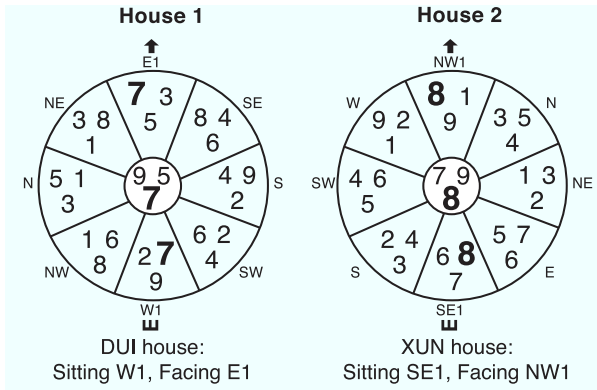 House 1
E1
7 3
5
NE
3 8
1
SE
8 4
6
N
5 1
3
9 5
7
S
4 9
2
NW
1 6
8
2 7
9
SW
6 2
4
W1
DUI house:
Sitting W1, Facing E1
House 2
NW1
8 1
9
W
9 2
1
N
3 5
4
SW
4 6
5
7 9
8
NE
1 3
2
S
2 4
3
6 8
7
E
5 7
6
SE1
XUN house:
Sitting SE1, Facing NW1